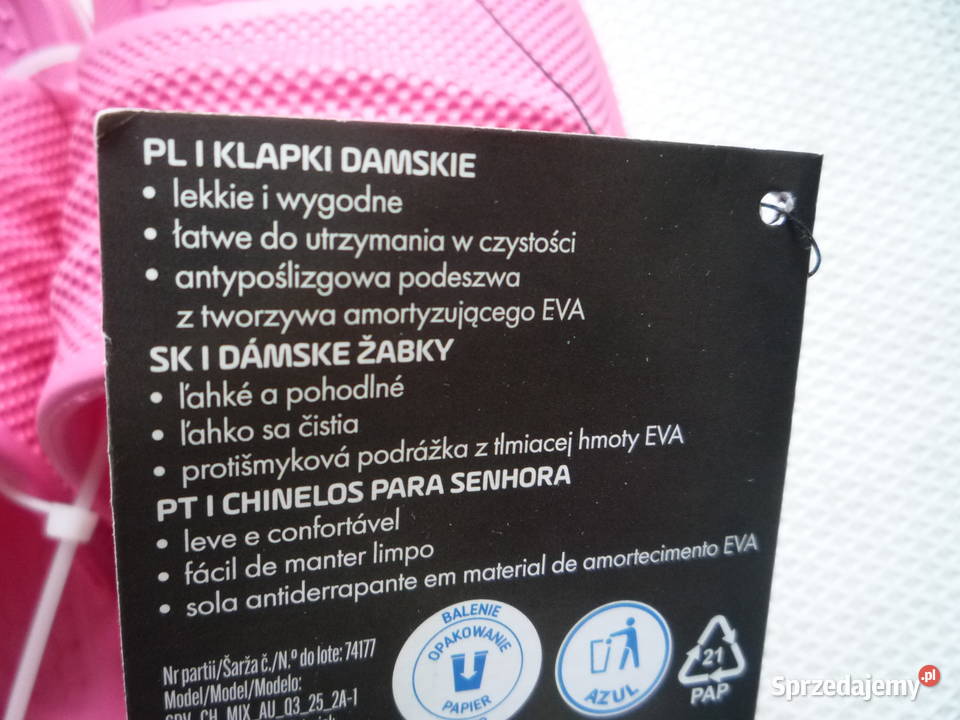 PL I KLAPKI DAMSKIE
• lekkie i wygodne
• łatwe do utrzymania w czystości
• antypoślizgowa podeszwa
z tworzywa amortyzującego EVA
SK I DÁMSKE ŽABKY
• ľahké a pohodlné
• ľahko sa čistia
• protišmyková podrážka z tlmiacej hmoty EVA
PT I CHINELOS PARA SENHORA
• leve e confortável
• fácil de manter limpo
• sola antiderrapante em material de amortecimento EVA
Nr partii/Šarža č./N.º do lote: 74177
Model/Model/Modelo:
CH_MIX_AU_Q3_25_2A-1
BALENIE
OPAKOWANIE
PAPIER
AZUL
21
PAP
Sprzedajemy.pl